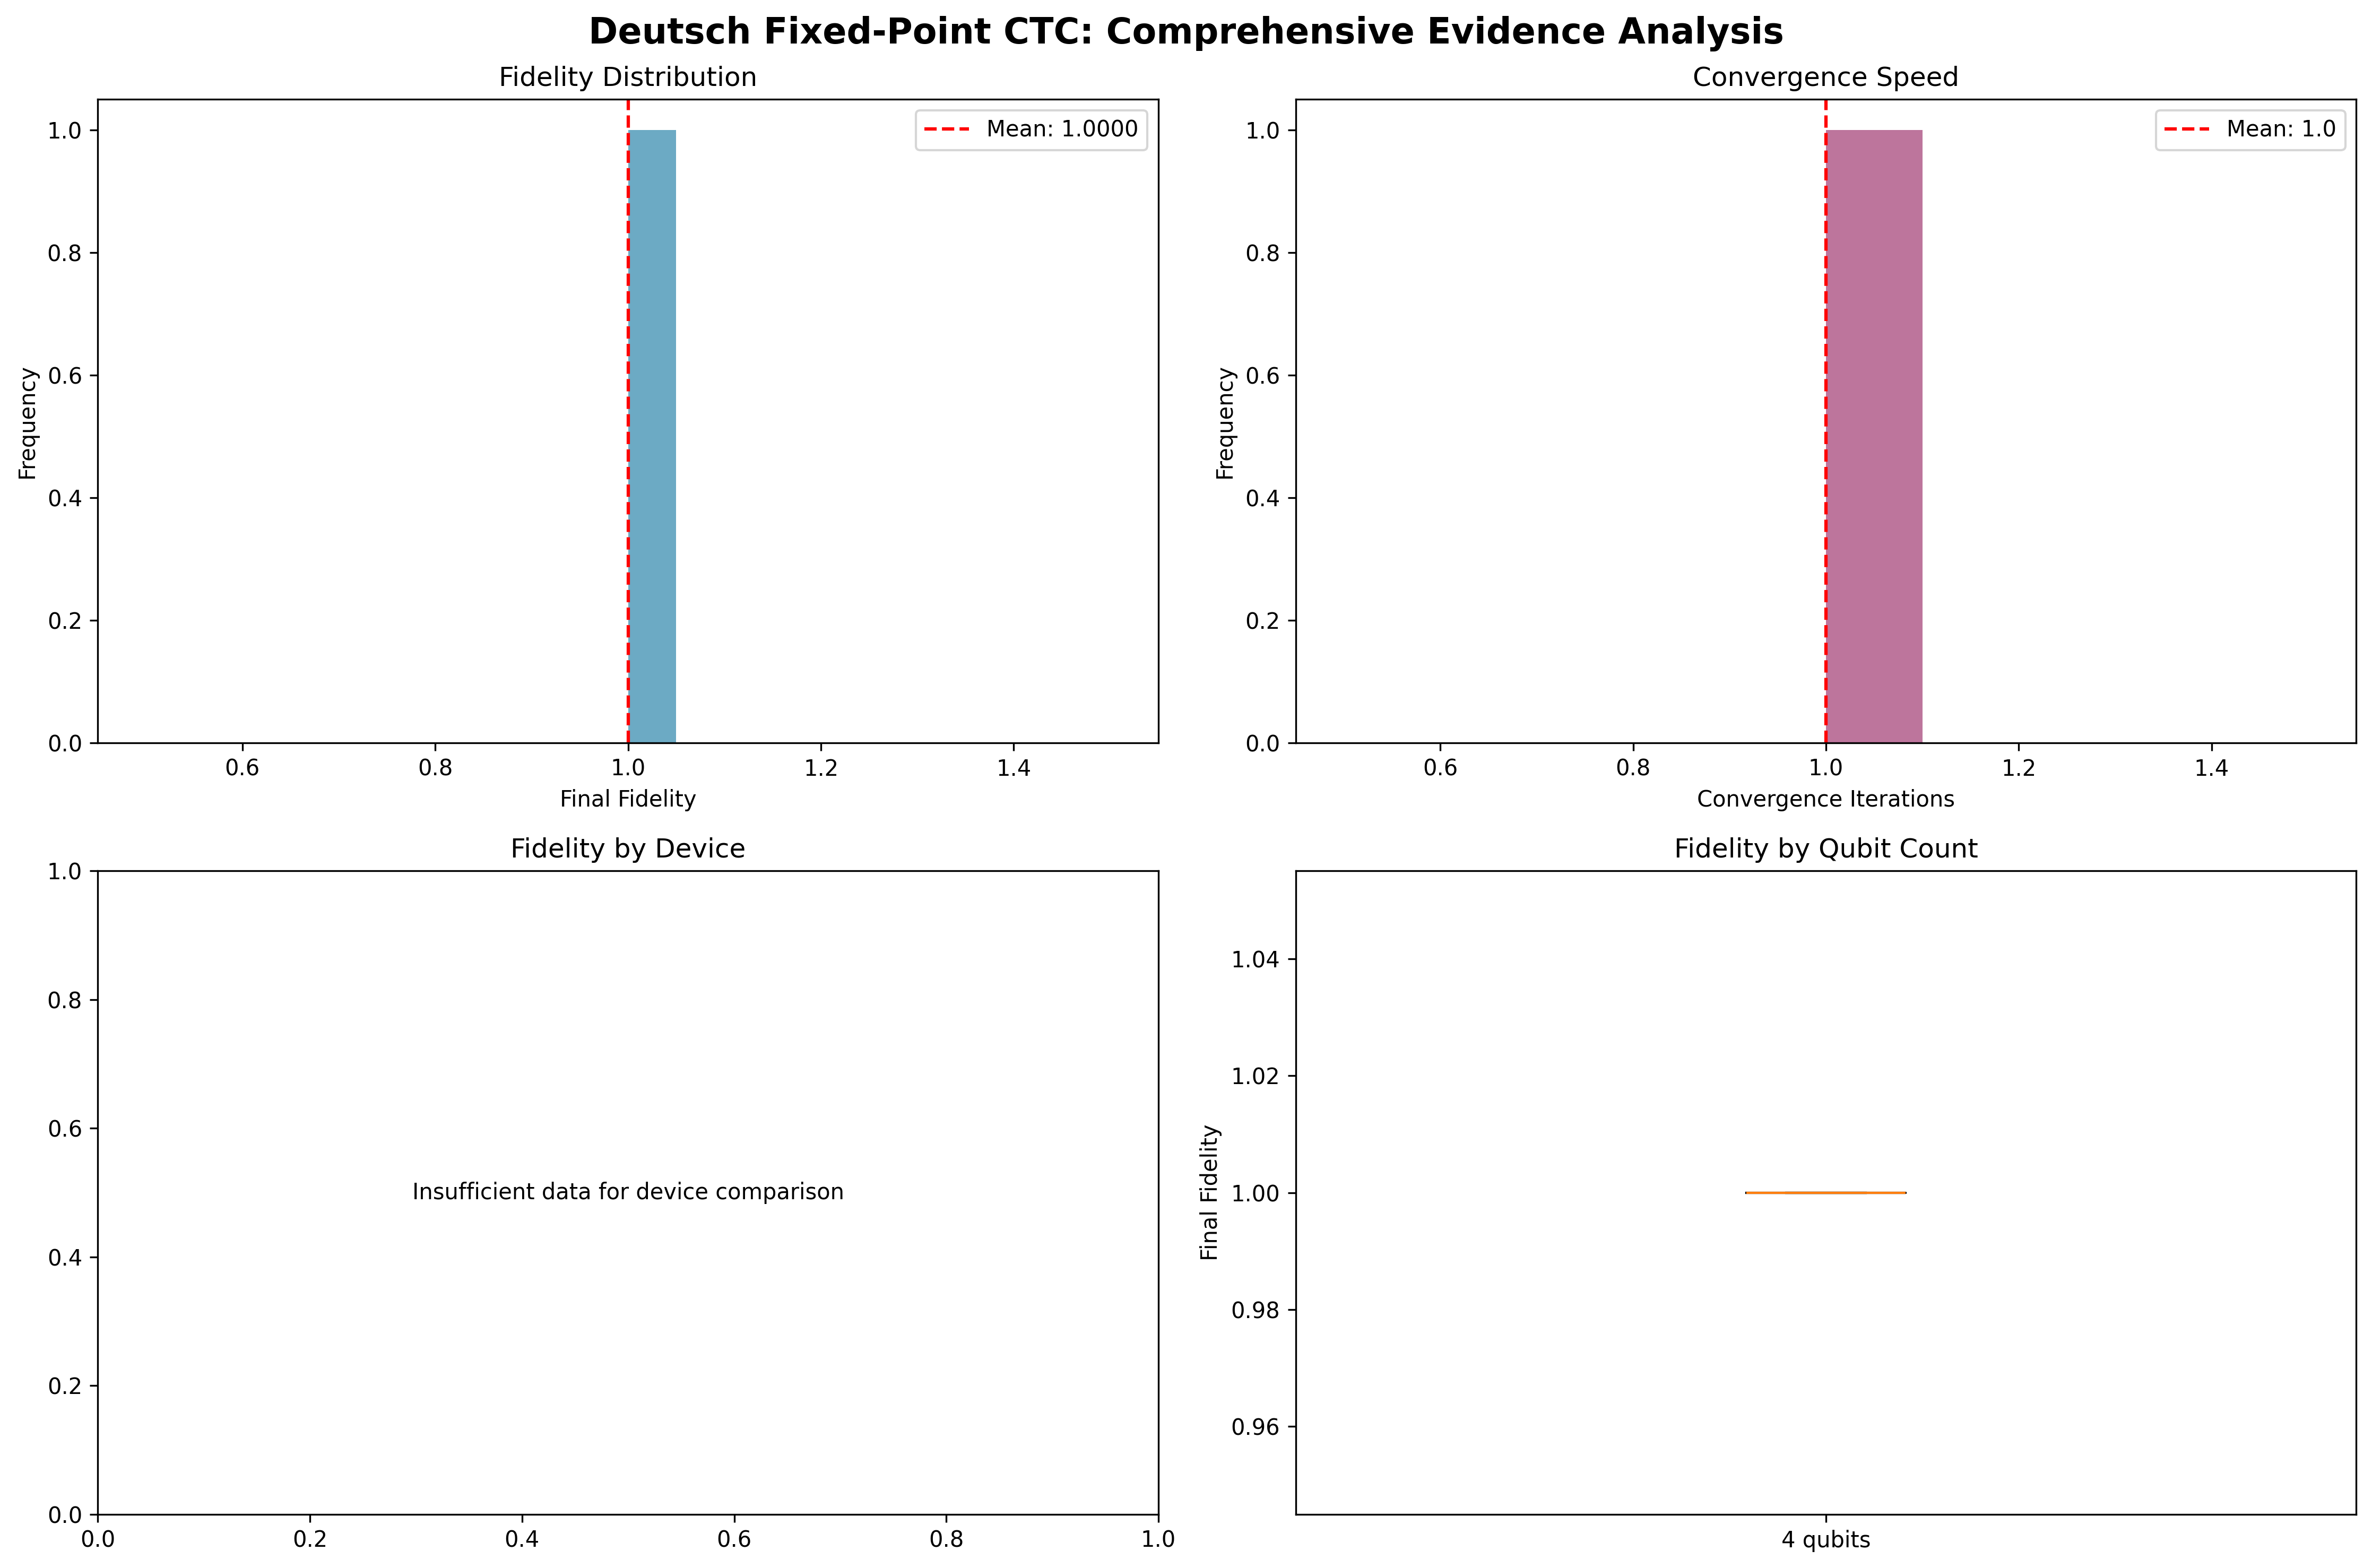 Deutsch Fixed-Point CTC: Comprehensive Evidence Analysis
Fidelity Distribution
Mean: 1.0000
Frequency
1.0
0.8
0.6
0.4
0.2
0.0
0.6
0.8
1.0
1.2
1.4
Final Fidelity
Convergence Speed
Mean: 1.0
Frequency
1.0
0.8
0.6
0.4
0.2
0.0
0.6
0.8
1.0
1.2
1.4
Convergence Iterations
Fidelity by Device
1.0
0.8
0.6
0.4
0.2
0.0
Insufficient data for device comparison
0.0
0.2
0.4
0.6
0.8
1.0
Fidelity by Qubit Count
Final Fidelity
1.04
1.02
1.00
0.98
0.96
4 qubits